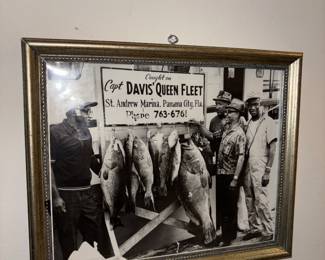 Caught on
Capt DAVIS' QUEEN FLEET
St. Andrew Marina, Panama City, Fla.
Phone 763-6761